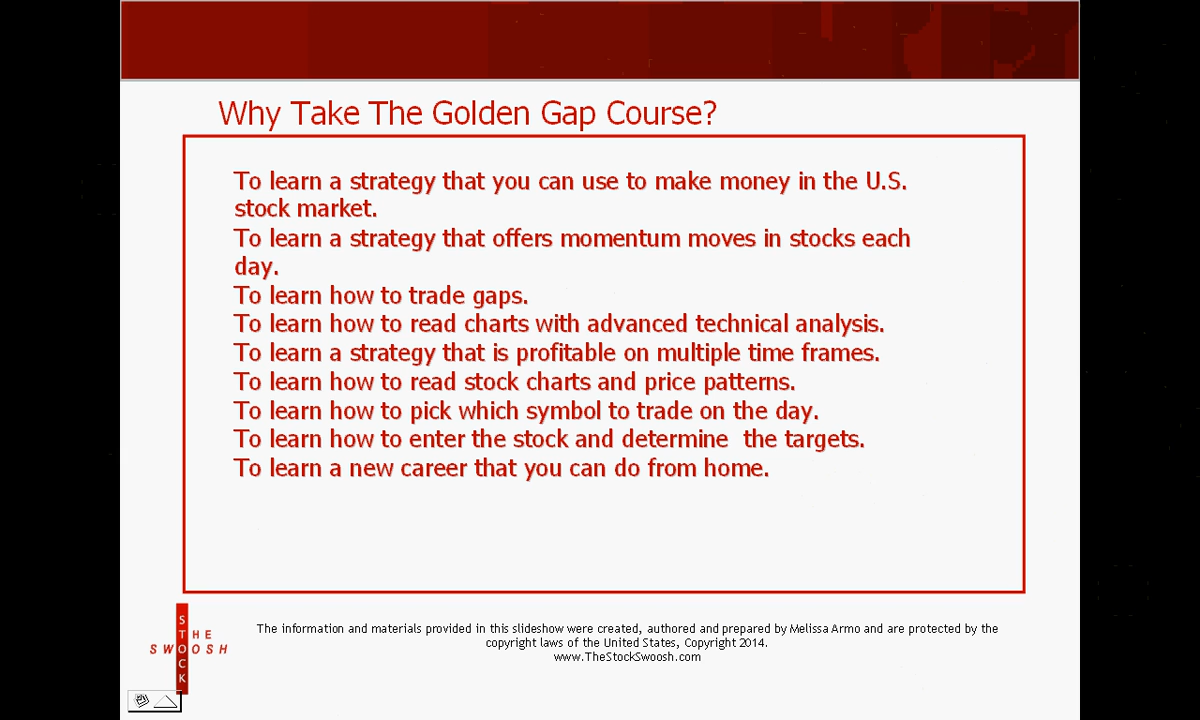 Why Take The Golden Gap Course?
To learn a strategy that you can use to make money in the U.S.
stock market.
To learn a strategy that offers momentum moves in stocks each
day.
To learn how to trade gaps.
To learn how to read charts with advanced technical analysis.
To learn a strategy that is profitable on multiple time frames.
To learn how to read stock charts and price patterns.
To learn how to pick which symbol to trade on the day.
To learn how to enter the stock and determine  the targets.
To learn a new career that you can do from home.
THE
STOCK
SWOOSH
The information and materials provided in this slideshow were created, authored and prepared by Melissa Armo and are protected by the
copyright laws of the United States, Copyright 2014.
www.TheStockSwoosh.com